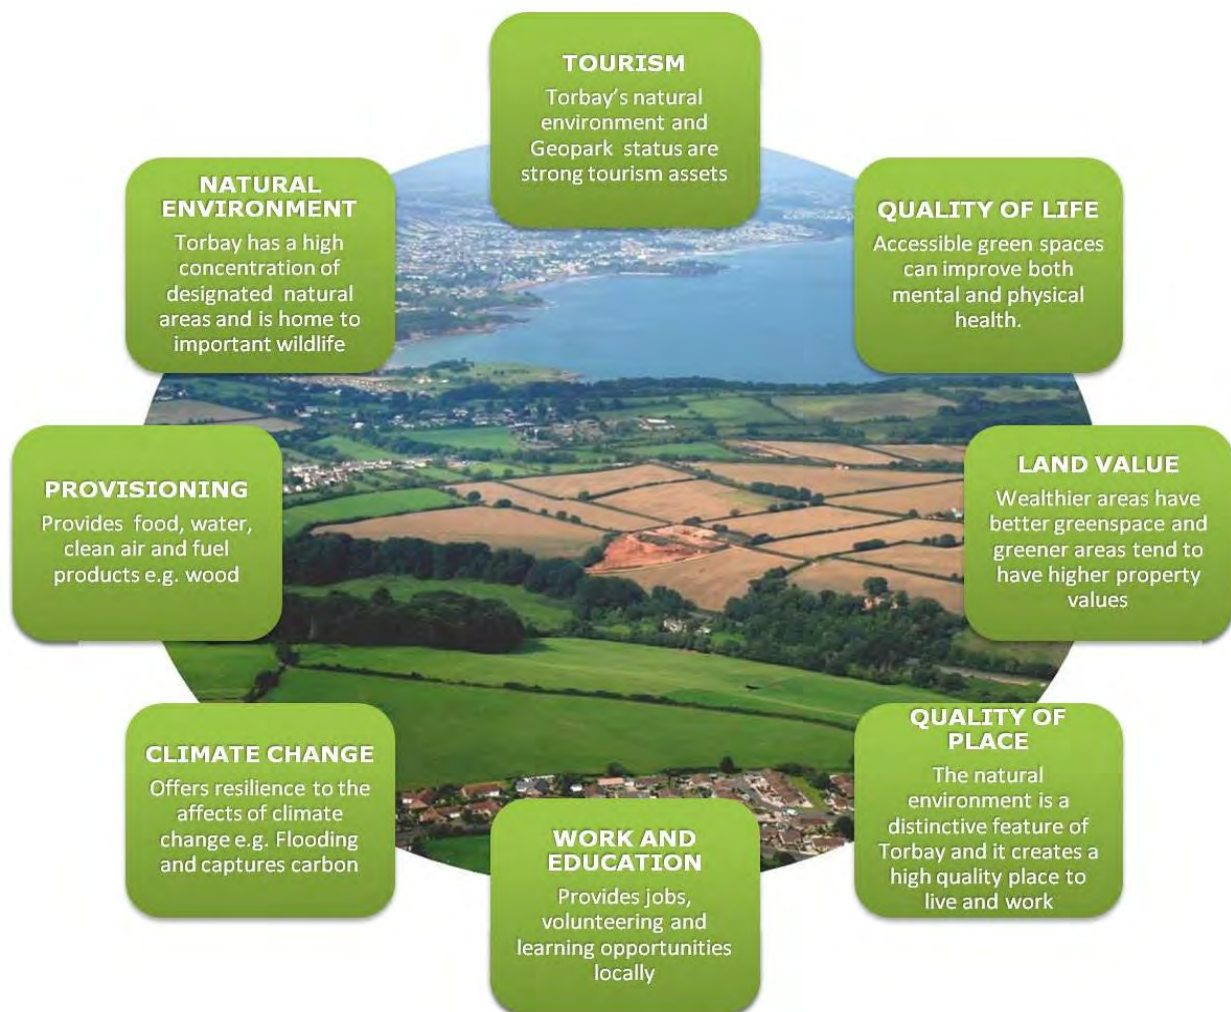 TOURISM
Torbay's natural
environment and
Geopark status are
strong tourism assets
QUALITY OF LIFE
Accessible green spaces
can improve both
mental and physical
health.
LAND VALUE
Wealthier areas have
better greenspace and
greener areas tend to
have higher property
values
QUALITY OF
PLACE
The natural
environment is a
distinctive feature of
Torbay and it creates a
high quality place to
live and work
WORK AND
EDUCATION
Provides jobs,
volunteering and
learning opportunities
locally
CLIMATE CHANGE
Offers resilience to the
affects of climate
change e.g. Flooding
and captures carbon
PROVISIONING
Provides food, water,
clean air and fuel
products e.g. wood
NATURAL
ENVIRONMENT
Torbay has a high
concentration of
designated natural
areas and is home to
important wildlife